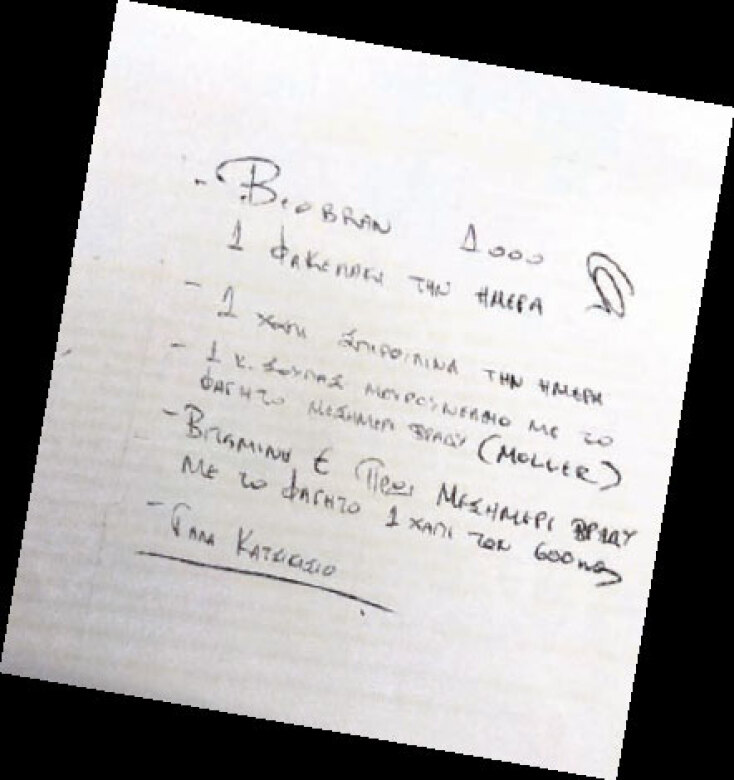 - BIOBRAN 1000
1 ΦΑΚΕΛΑΚΙ ΤΗΝ ΗΜΕΡΑ
- 1 ΧΑΠΙ ΣΠΙΡΟΥΛΙΝΑ ΤΗΝ ΗΜΕΡΑ
- 1 Κ. ΣΟΥΠΑΣ ΜΟΥΡΟΥΝΕΛΑΙΟ ΜΕ ΤΟ
ΦΑΓΗΤΟ ΜΕΣΗΜΕΡΙ ΒΡΑΔΥ (MOLLER)
- ΒΙΤΑΜΙΝΗ Ε ΠΡΩΙ ΜΕΣΗΜΕΡΙ ΒΡΑΔΥ
ΜΕ ΤΟ ΦΑΓΗΤΟ 1 ΧΑΠΙ ΤΩΝ 600mg
- ΓΑΛΑ ΚΑΤΣΙΚΙΣΙΟ